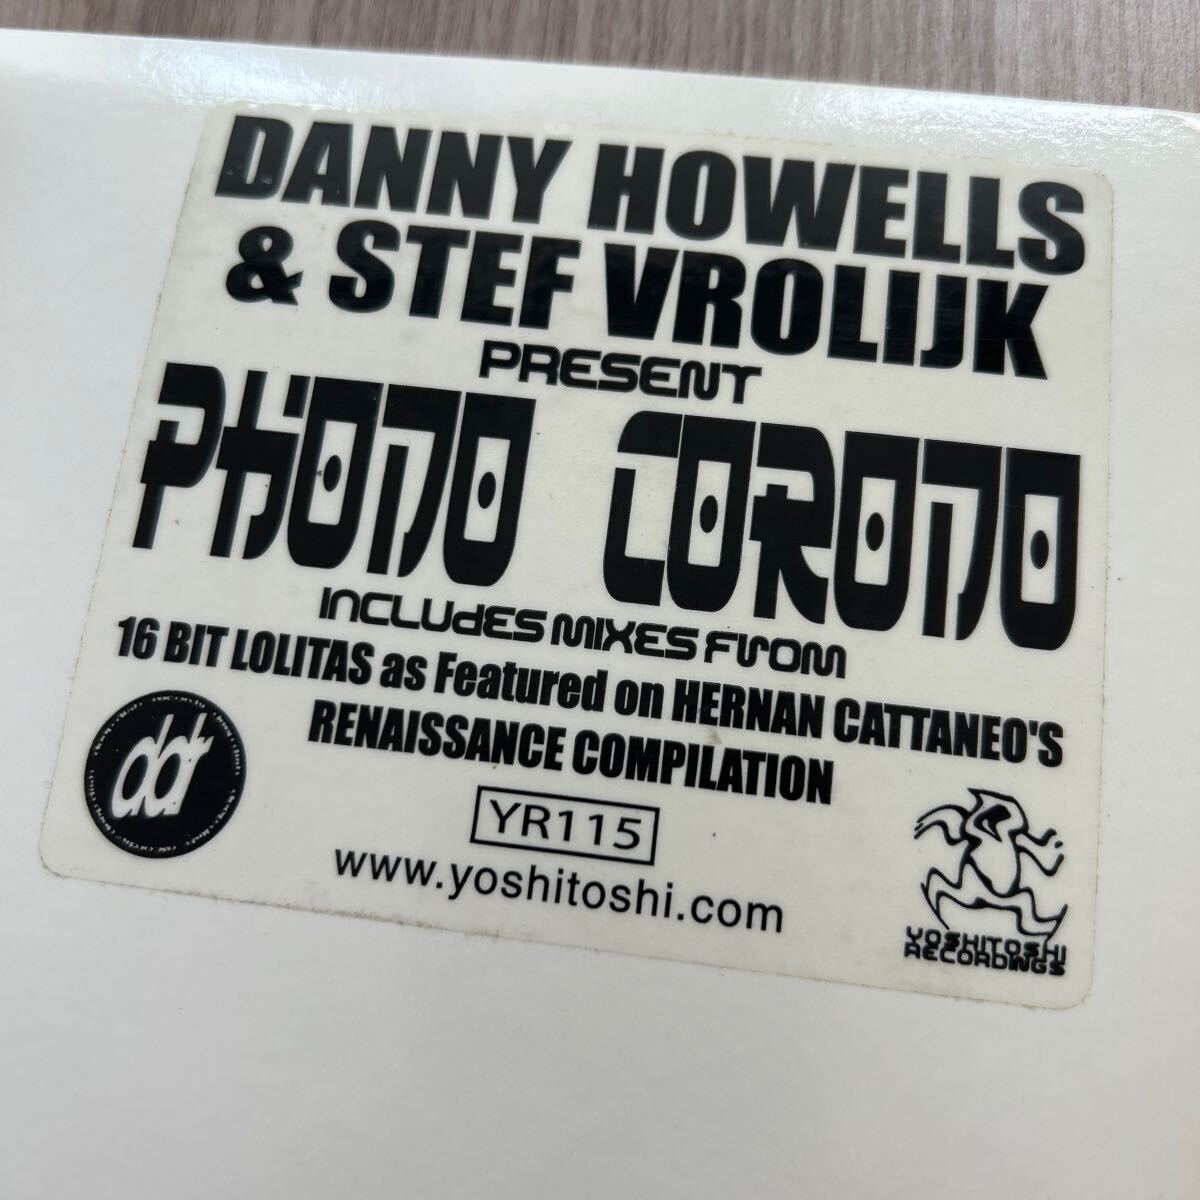 DANNY HOWELLS
& STEF VROLIJK
PRESENT
PHONO CORONO
INCLUdES MIXES FrOM
16 BIT LOLITAS as Featured on HERNAN CATTANEO'S
RENAISSANCE COMPILATION
ddr
YR115
www.yoshitoshi.com
YOSHITOSHI
RECORDINGS